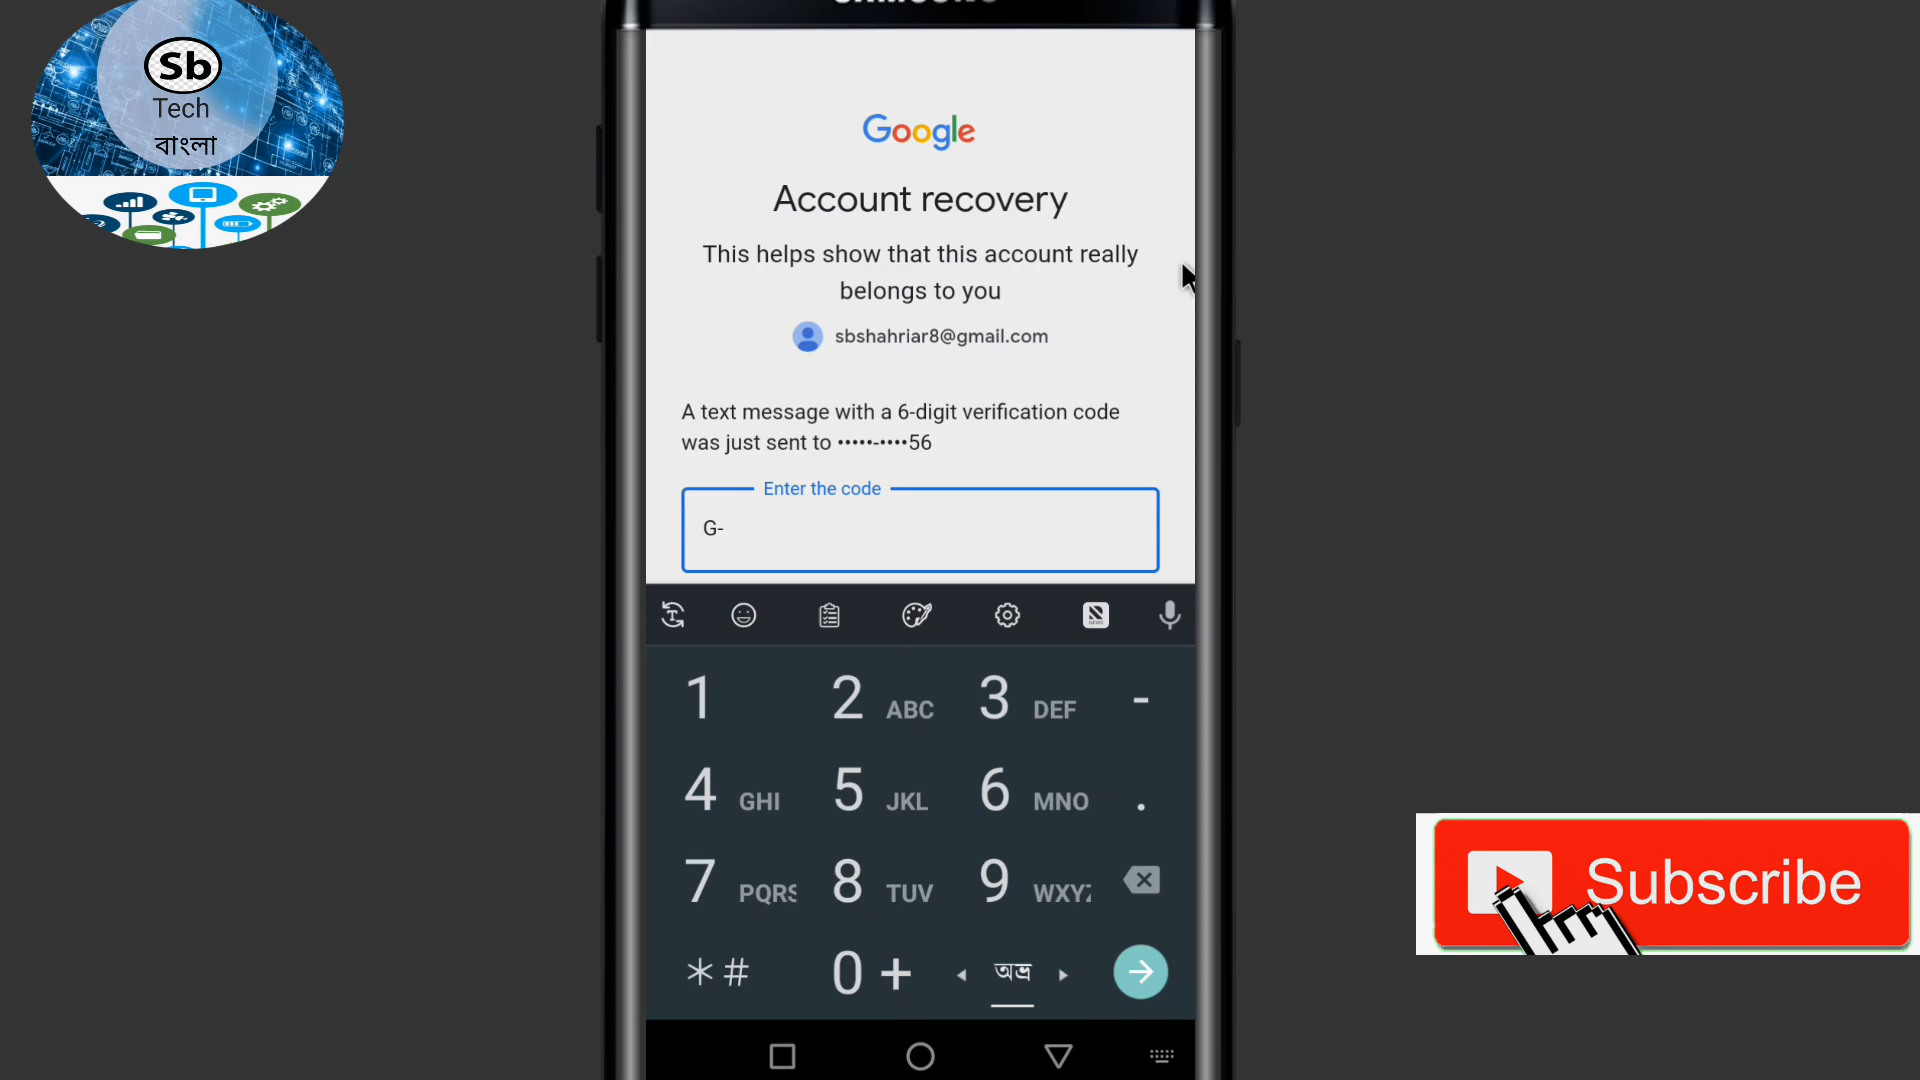 Sb
Tech
বাংলা
Google
Account recovery
This helps show that this account really
belongs to you
sbshahriar8@gmail.com
A text message with a 6-digit verification code
was just sent to •••••-••••56
Enter the code
G-
1 2 ABC 3 DEF -
4 GHI 5 JKL 6 MNO .
7 PQRS 8 TUV 9 WXYZ
*# 0 + অভ্র
Subscribe